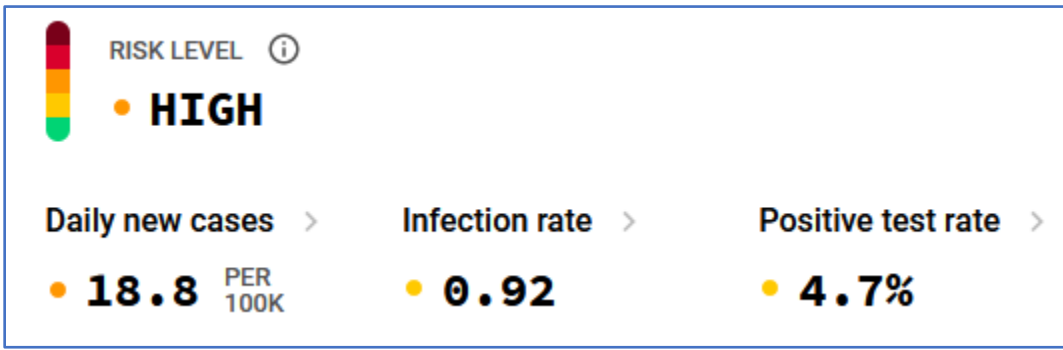 RISK LEVEL
HIGH
Daily new cases
Infection rate
Positive test rate
18.8 PER 100K
0.92
4.7%